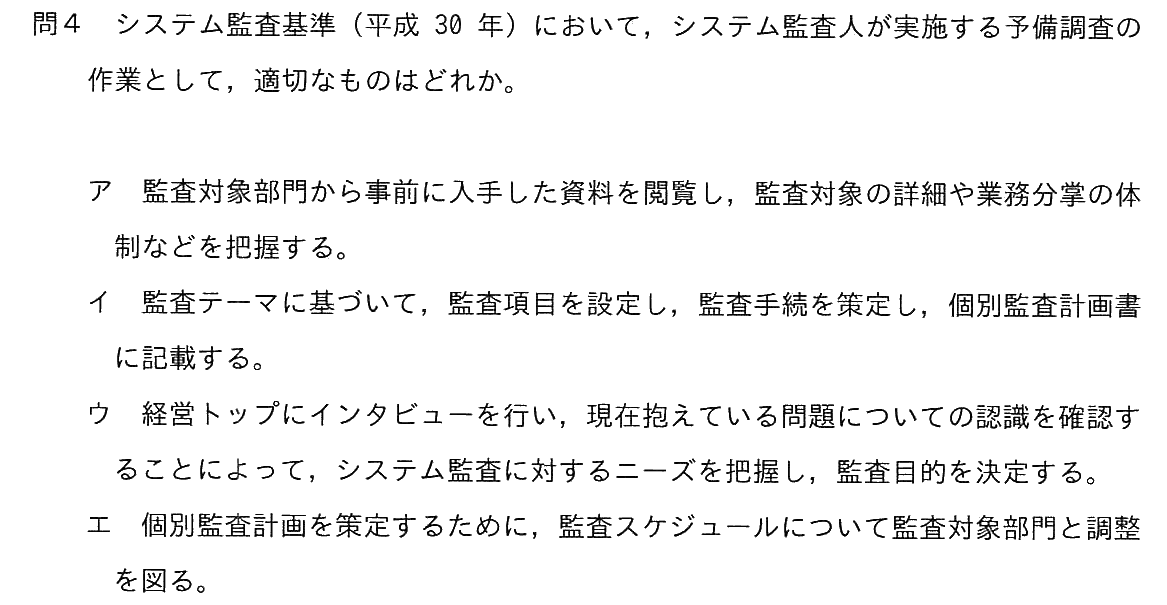 問４　システム監査基準（平成 30 年）において，システム監査人が実施する予備調査の
作業として，適切なものはどれか。
ア　監査対象部門から事前に入手した資料を閲覧し，監査対象の詳細や業務分掌の体
制などを把握する。
イ　監査テーマに基づいて，監査項目を設定し，監査手続を策定し，個別監査計画書
に記載する。
ウ　経営トップにインタビューを行い，現在抱えている問題についての認識を確認す
ることによって，システム監査に対するニーズを把握し，監査目的を決定する。
エ　個別監査計画を策定するために，監査スケジュールについて監査対象部門と調整
を図る。